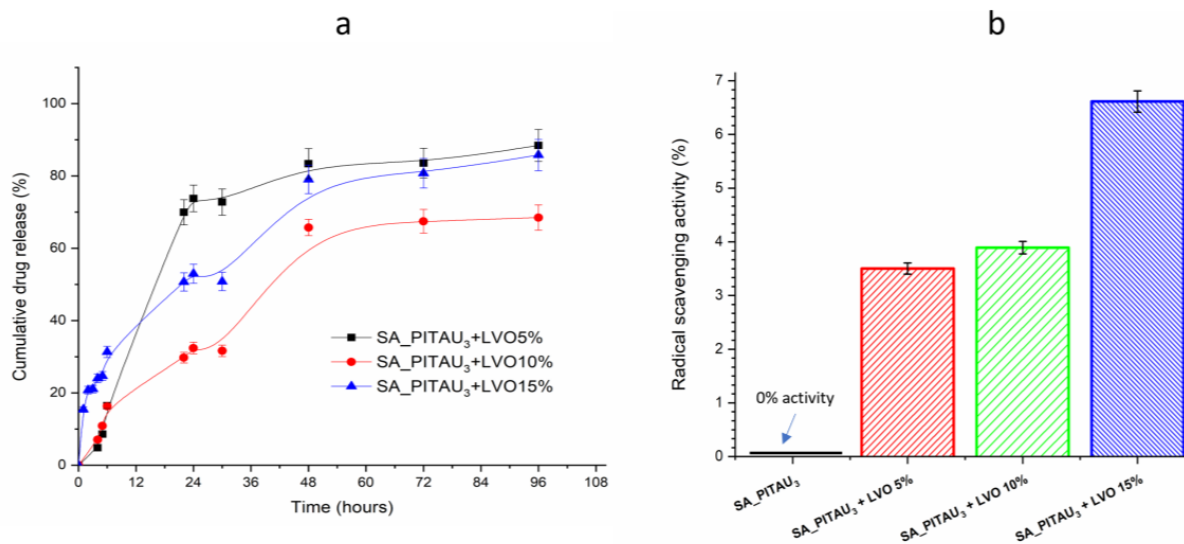 a
Cumulative drug release (%)
100
80
60
40
20
0
0 6 12 24 36 48 60 72 84 96 108
Time (hours)
SA_PITAU₃+LVO5%
SA_PITAU₃+LVO10%
SA_PITAU₃+LVO15%
b
Radical scavenging activity (%)
7
6
5
4
3
2
1
0
0% activity
SA_PITAU₃
SA_PITAU₃ + LVO 5%
SA_PITAU₃ + LVO 10%
SA_PITAU₃ + LVO 15%